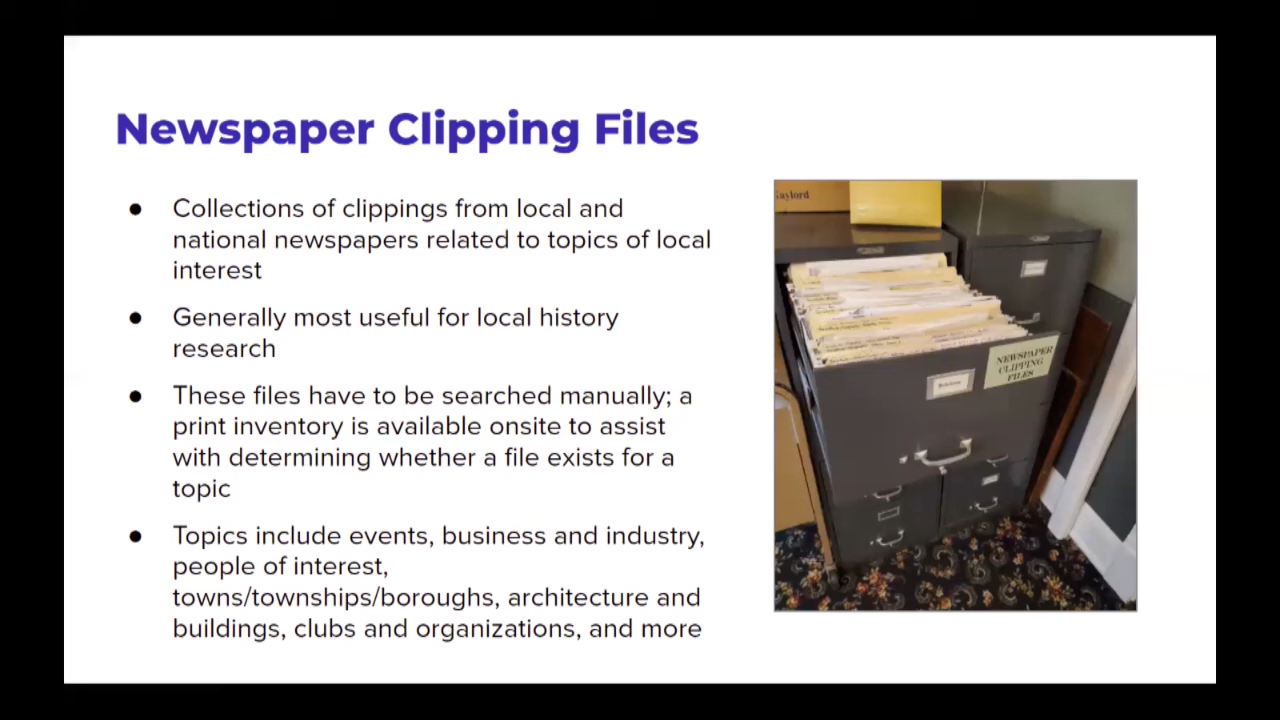 Newspaper Clipping Files
● Collections of clippings from local and
national newspapers related to topics of local
interest
● Generally most useful for local history
research
● These files have to be searched manually; a
print inventory is available onsite to assist
with determining whether a file exists for a
topic
● Topics include events, business and industry,
people of interest,
towns/townships/boroughs, architecture and
buildings, clubs and organizations, and more
Gaylord
NEWSPAPER
CLIPPING
FILES